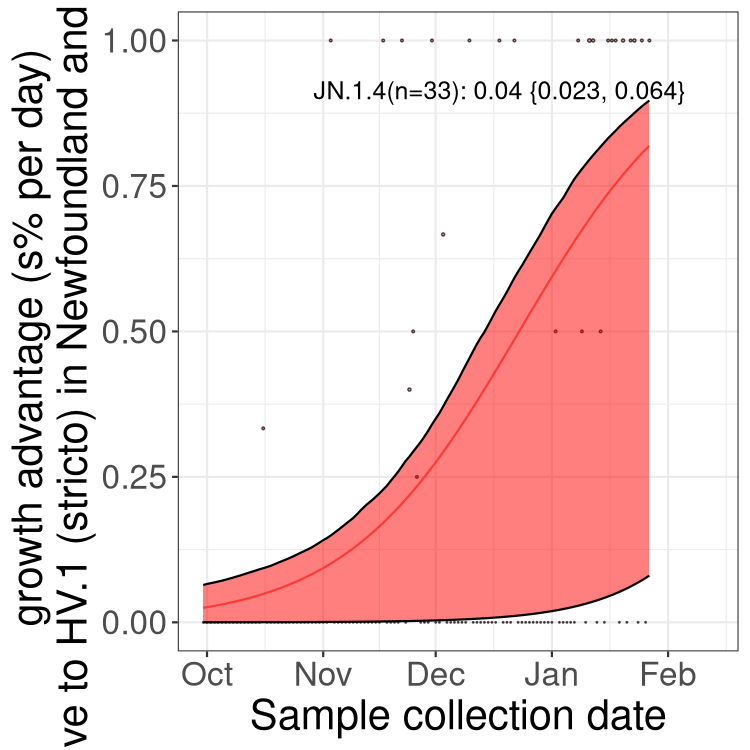 growth advantage (s% per day)
ve to HV.1 (stricto) in Newfoundland and
1.00
0.75
0.50
0.25
0.00
JN.1.4(n=33): 0.04 {0.023, 0.064}
Oct Nov Dec Jan Feb
Sample collection date